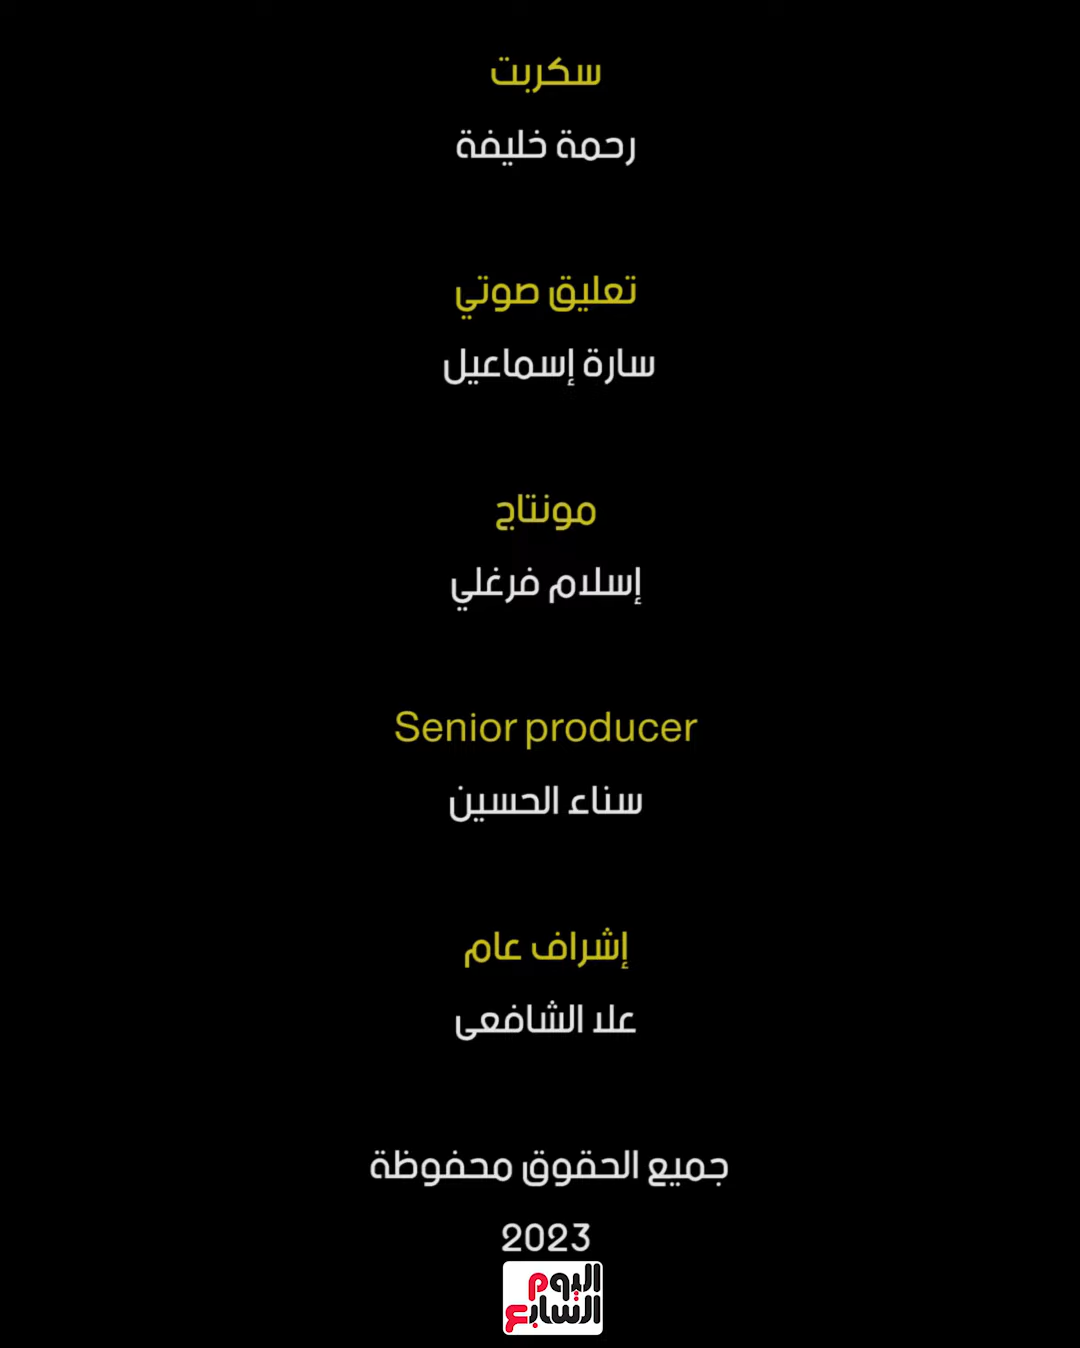 سكربت
رحمة خليفة
تعليق صوتي
سارة إسماعيل
مونتاج
إسلام فرغلي
Senior producer
سناء الحسين
إشراف عام
علا الشافعى
جميع الحقوق محفوظة
2023
اليوم
السابع